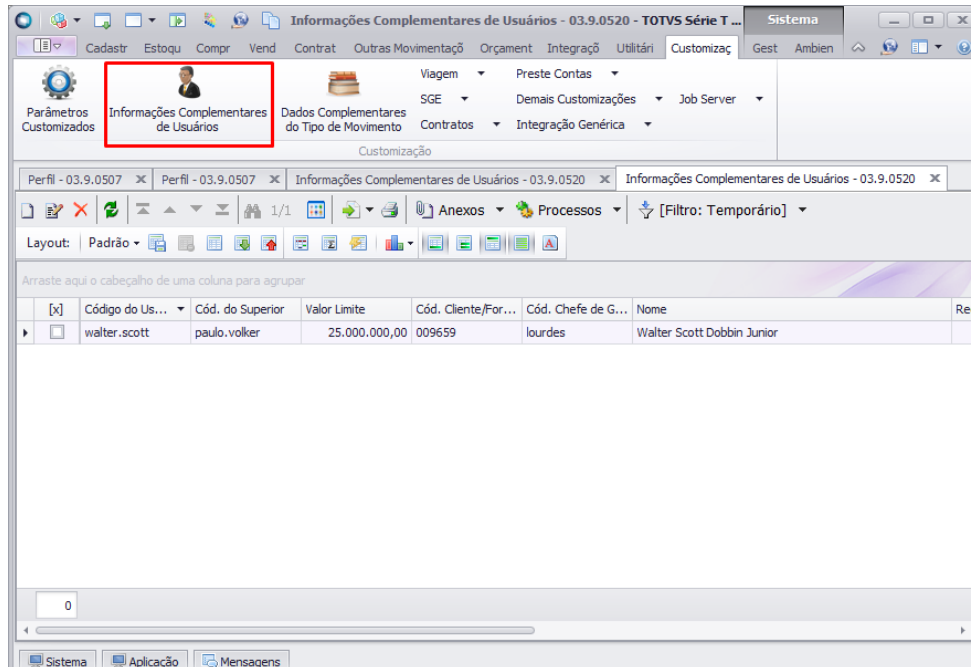 Informações Complementares de Usuários - 03.9.0520 - TOTVS Série T ... Sistema
Cadastr Estoqu Compr Vend Contrat Outras Movimentaçõ Orçament Integraçõ Utilitári Customizaç Gest Ambien
Parâmetros Customizados
Informações Complementares de Usuários
Dados Complementares do Tipo de Movimento
Viagem Preste Contas
SGE Demais Customizações Job Server
Contratos Integração Genérica
Customização
Perfil - 03.9.0507 Perfil - 03.9.0507 Informações Complementares de Usuários - 03.9.0520 Informações Complementares de Usuários - 03.9.0520
1/1 Anexos Processos [Filtro: Temporário]
Layout: Padrão
Arraste aqui o cabeçalho de uma coluna para agrupar
[x] Código do Us... Cód. do Superior Valor Limite Cód. Cliente/For... Cód. Chefe de G... Nome Re
walter.scott paulo.volker 25.000.000,00 009659 lourdes Walter Scott Dobbin Junior
0
Sistema Aplicação Mensagens